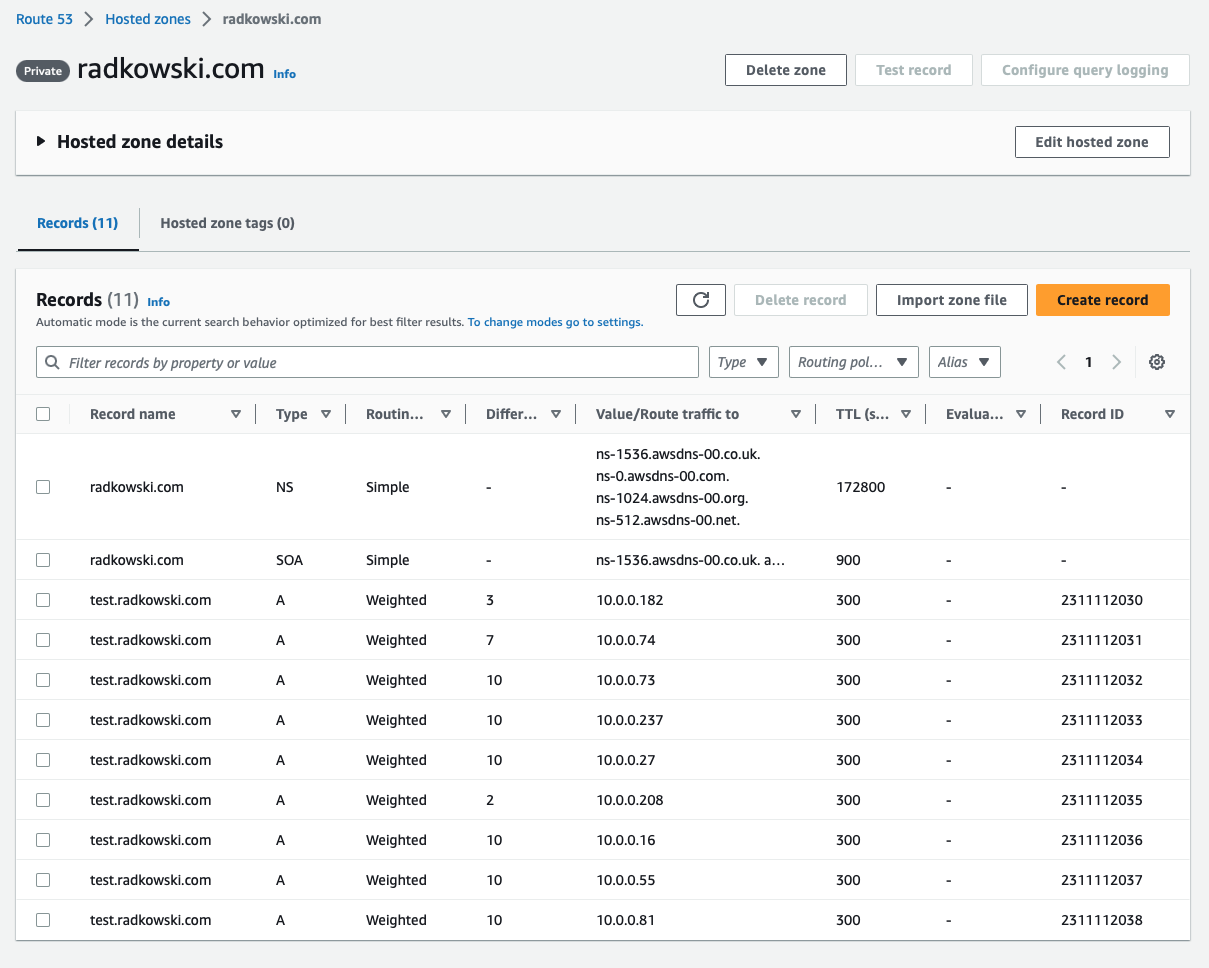 Route 53 > Hosted zones > radkowski.com
Private radkowski.com Info
Delete zone Test record Configure query logging
Hosted zone details Edit hosted zone
Records (11) Hosted zone tags (0)
Records (11) Info
Delete record Import zone file Create record
Automatic mode is the current search behavior optimized for best filter results. To change modes go to settings.
Filter records by property or value Type Routing pol... Alias 1
Record name Type Routin... Differ... Value/Route traffic to TTL (s... Evalua... Record ID
ns-1536.awsdns-00.co.uk.
ns-0.awsdns-00.com.
radkowski.com NS Simple - 172800 - -
ns-1024.awsdns-00.org.
ns-512.awsdns-00.net.
radkowski.com SOA Simple - ns-1536.awsdns-00.co.uk. a... 900 - -
test.radkowski.com A Weighted 3 10.0.0.182 300 - 2311112030
test.radkowski.com A Weighted 7 10.0.0.74 300 - 2311112031
test.radkowski.com A Weighted 10 10.0.0.73 300 - 2311112032
test.radkowski.com A Weighted 10 10.0.0.237 300 - 2311112033
test.radkowski.com A Weighted 10 10.0.0.27 300 - 2311112034
test.radkowski.com A Weighted 2 10.0.0.208 300 - 2311112035
test.radkowski.com A Weighted 10 10.0.0.16 300 - 2311112036
test.radkowski.com A Weighted 10 10.0.0.55 300 - 2311112037
test.radkowski.com A Weighted 10 10.0.0.81 300 - 2311112038